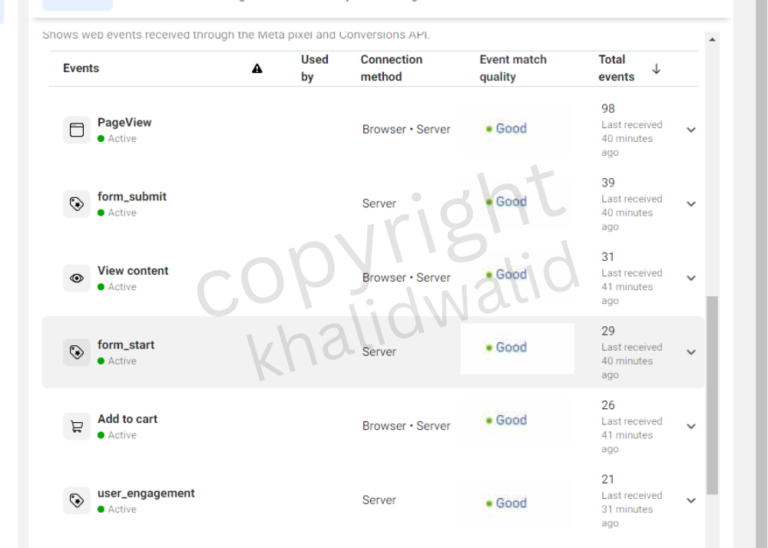 Shows web events received through the Meta pixel and Conversions API.
Events Used by Connection method Event match quality Total events
PageView
Active
Browser • Server
Good
98
Last received
40 minutes
ago
form_submit
Active
Server
Good
39
Last received
40 minutes
ago
View content
Active
Browser • Server
Good
31
Last received
41 minutes
ago
form_start
Active
Server
Good
29
Last received
40 minutes
ago
Add to cart
Active
Browser • Server
Good
26
Last received
41 minutes
ago
user_engagement
Active
Server
Good
21
Last received
31 minutes
ago
copyright
khalidwalid